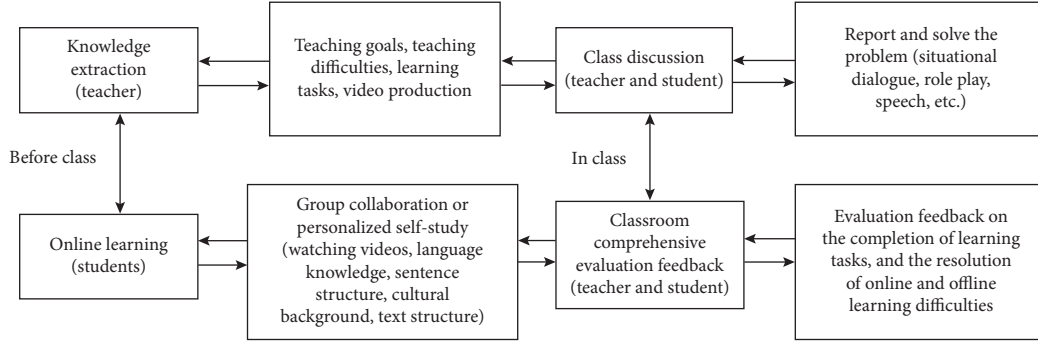 Knowledge
extraction
(teacher)
Teaching goals, teaching
difficulties, learning
tasks, video production
Class discussion
(teacher and student)
Report and solve the
problem (situational
dialogue, role play,
speech, etc.)
Before class
In class
Online learning
(students)
Group collaboration or
personalized self-study
(watching videos, language
knowledge, sentence
structure, cultural
background, text structure)
Classroom
comprehensive
evaluation feedback
(teacher and student)
Evaluation feedback on
the completion of learning
tasks, and the resolution
of online and offline
learning difficulties